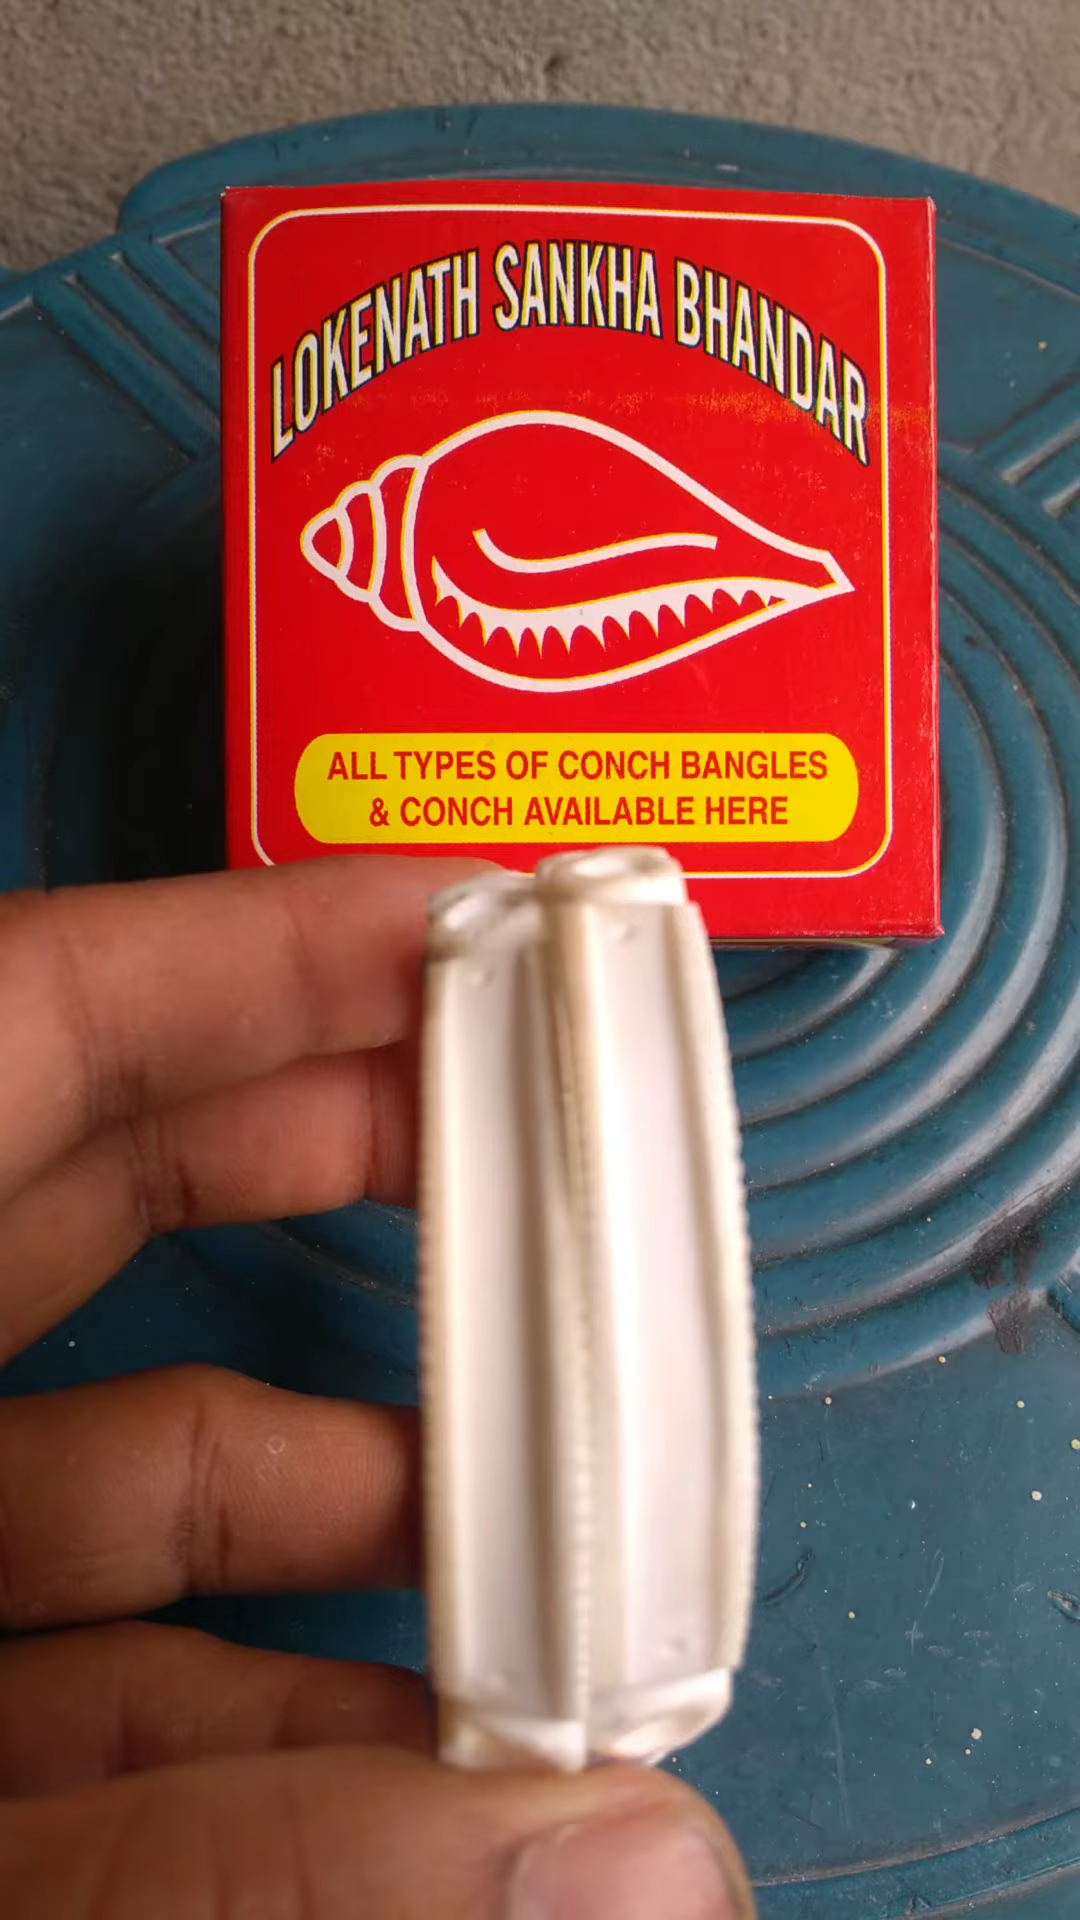 LOKENATH SANKHA BHANDAR
ALL TYPES OF CONCH BANGLES
& CONCH AVAILABLE HERE